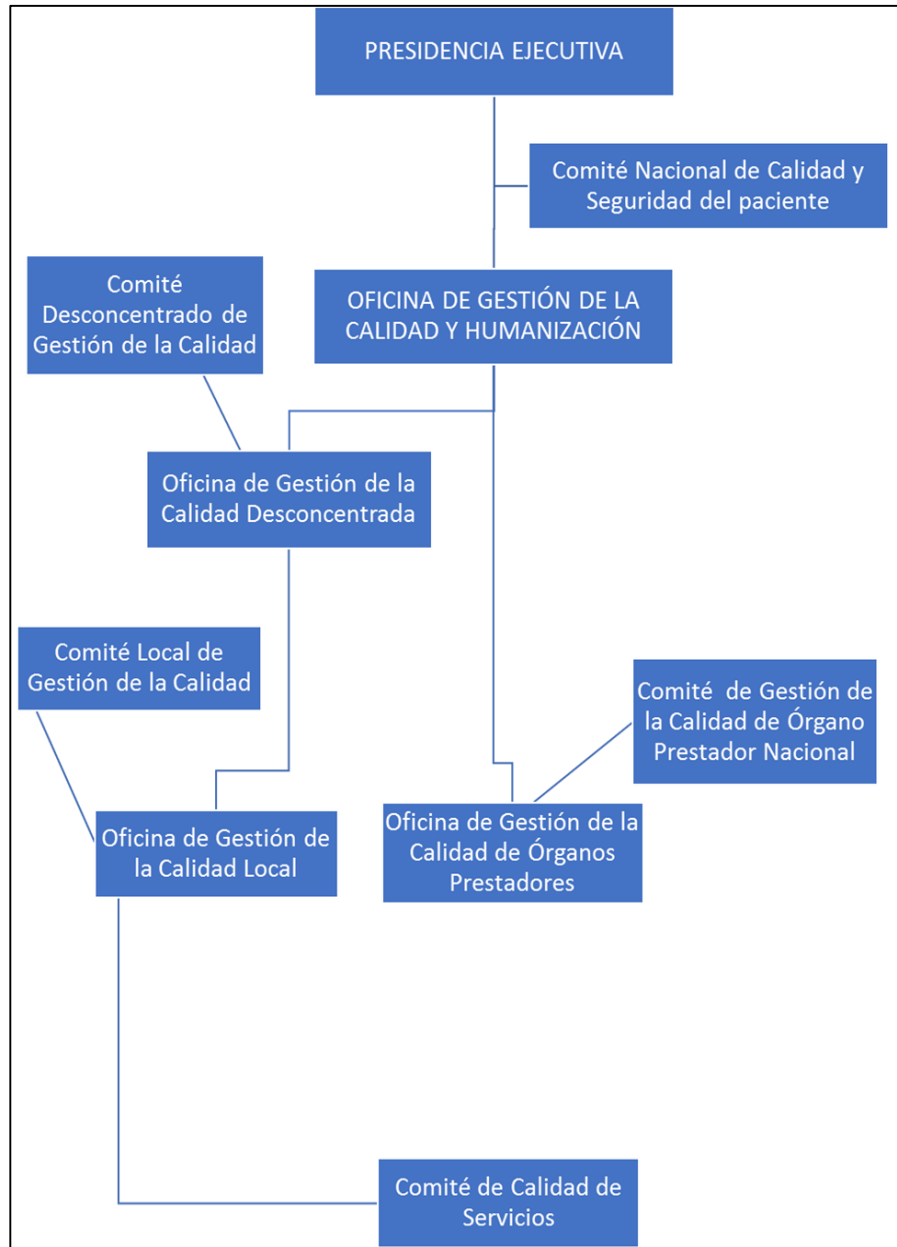 PRESIDENCIA EJECUTIVA
Comité Nacional de Calidad y
Seguridad del paciente
OFICINA DE GESTIÓN DE LA
CALIDAD Y HUMANIZACIÓN
Comité
Desconcentrado de
Gestión de la Calidad
Oficina de Gestión de la
Calidad Desconcentrada
Comité Local de
Gestión de la Calidad
Comité de Gestión de
la Calidad de Órgano
Prestador Nacional
Oficina de Gestión de
la Calidad Local
Oficina de Gestión de la
Calidad de Órganos
Prestadores
Comité de Calidad de
Servicios